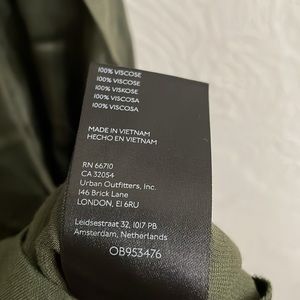 100% VISCOSE
100% VISCOSE
100% VISKOSE
100% VISCOSA
100% VISCOSA
MADE IN VIETNAM
HECHO EN VIETNAM
RN 66710
CA 32054
Urban Outfitters, Inc.
146 Brick Lane
LONDON, E1 6RU
Leidsestraat 32, 1017 PB
Amsterdam, Netherlands
OB953476